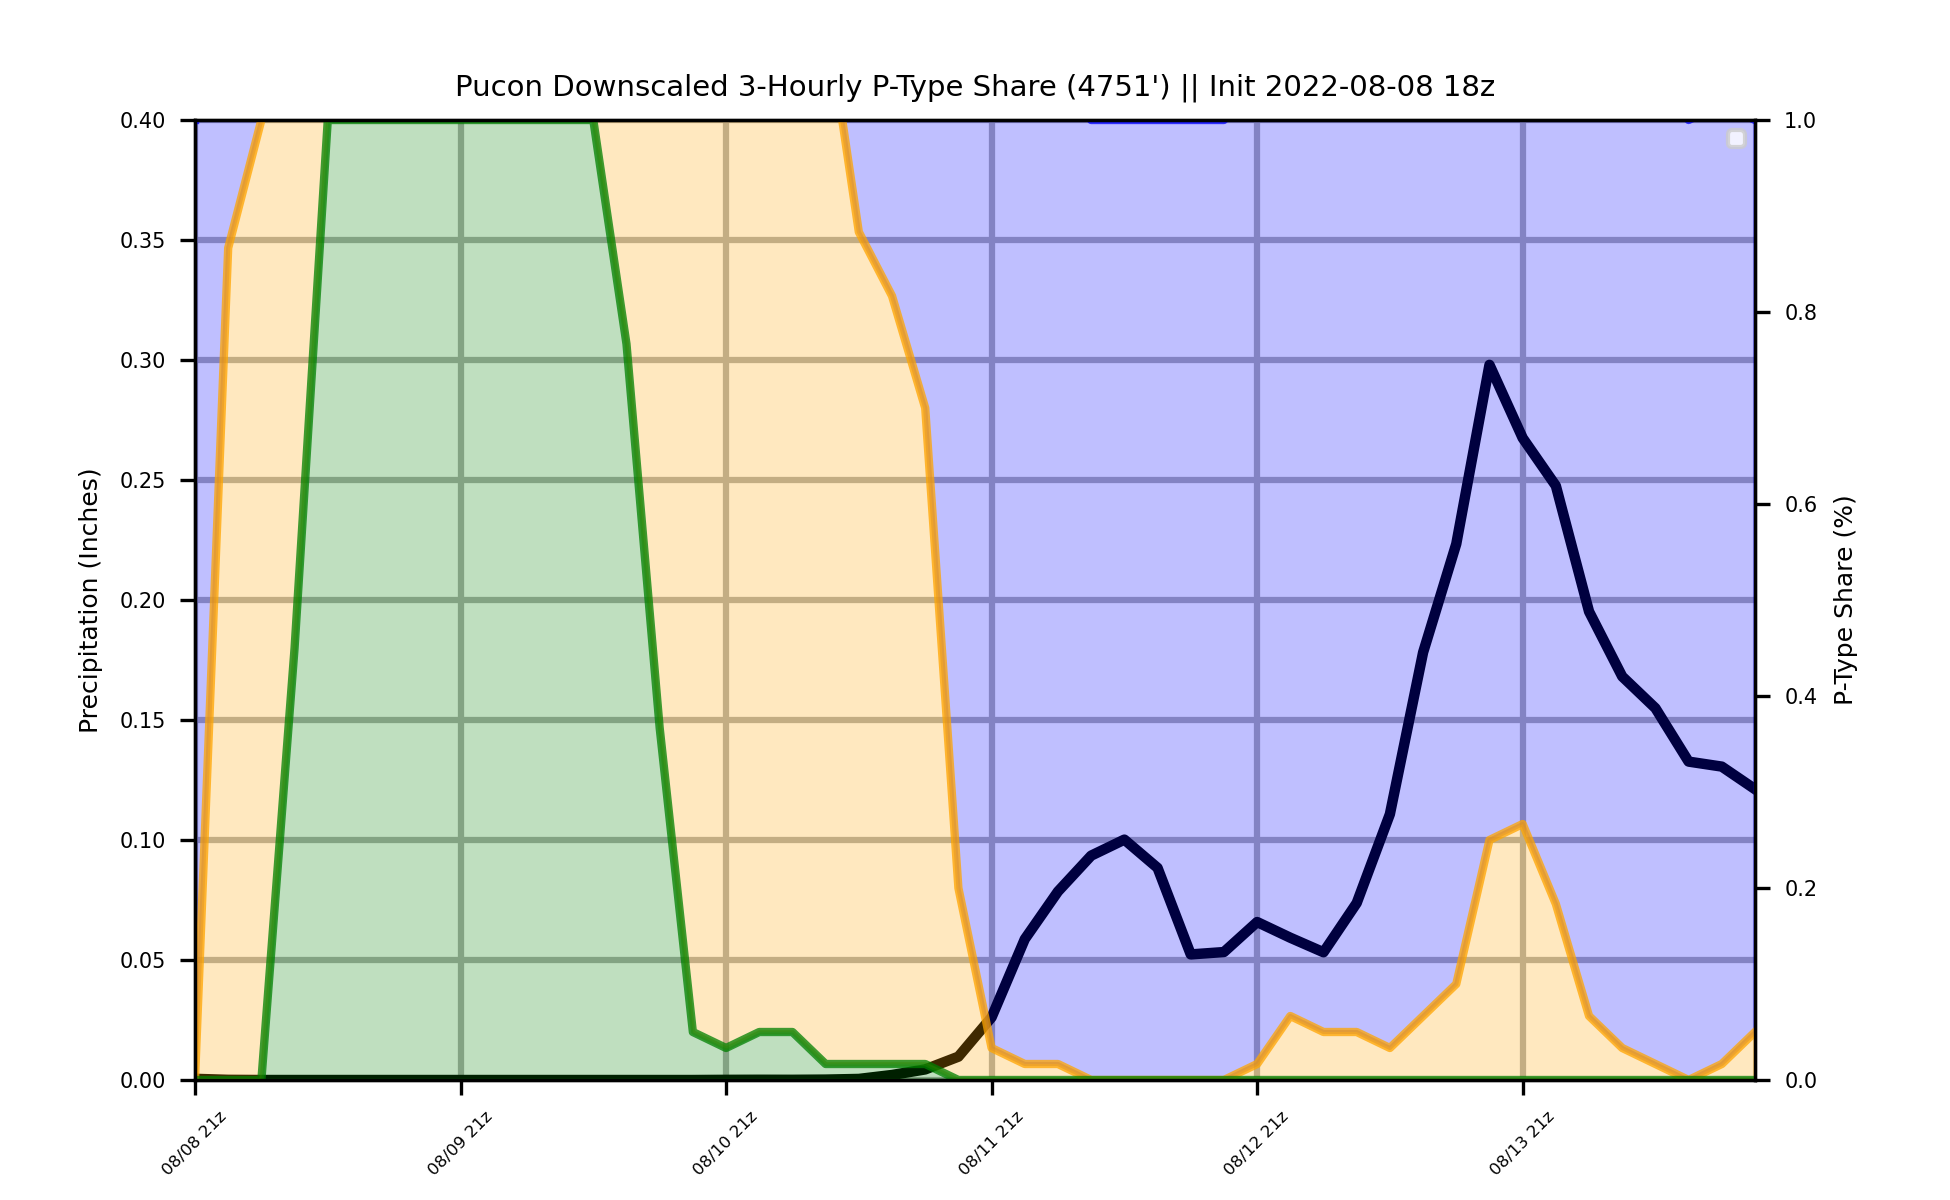 Pucon Downscaled 3-Hourly P-Type Share (4751') || Init 2022-08-08 18z
0.40
0.35
0.30
0.25
0.20
0.15
0.10
0.05
0.00
Precipitation (Inches)
1.0
0.8
0.6
0.4
0.2
0.0
P-Type Share (%)
08/08 21z
08/09 21z
08/10 21z
08/11 21z
08/12 21z
08/13 21z